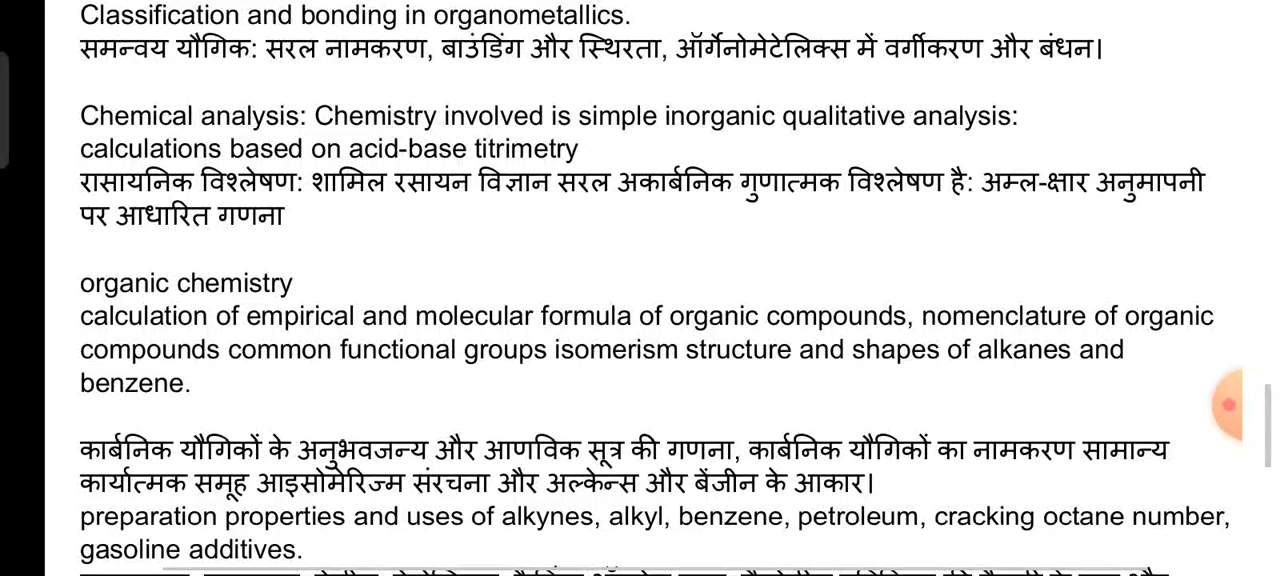 Classification and bonding in organometallics.
समन्वय यौगिक: सरल नामकरण, बाउंडिंग और स्थिरता, ऑर्गेनोमेटेलिक्स में वर्गीकरण और बंधन।
Chemical analysis: Chemistry involved is simple inorganic qualitative analysis:
calculations based on acid-base titrimetry
रासायनिक विश्लेषण: शामिल रसायन विज्ञान सरल अकार्बनिक गुणात्मक विश्लेषण है: अम्ल-क्षार अनुमापनी
पर आधारित गणना
organic chemistry
calculation of empirical and molecular formula of organic compounds, nomenclature of organic
compounds common functional groups isomerism structure and shapes of alkanes and
benzene.
कार्बनिक यौगिकों के अनुभवजन्य और आणविक सूत्र की गणना, कार्बनिक यौगिकों का नामकरण सामान्य
कार्यात्मक समूह आइसोमेरिज्म संरचना और अल्केन्स और बेंजीन के आकार।
preparation properties and uses of alkynes, alkyl, benzene, petroleum, cracking octane number,
gasoline additives.